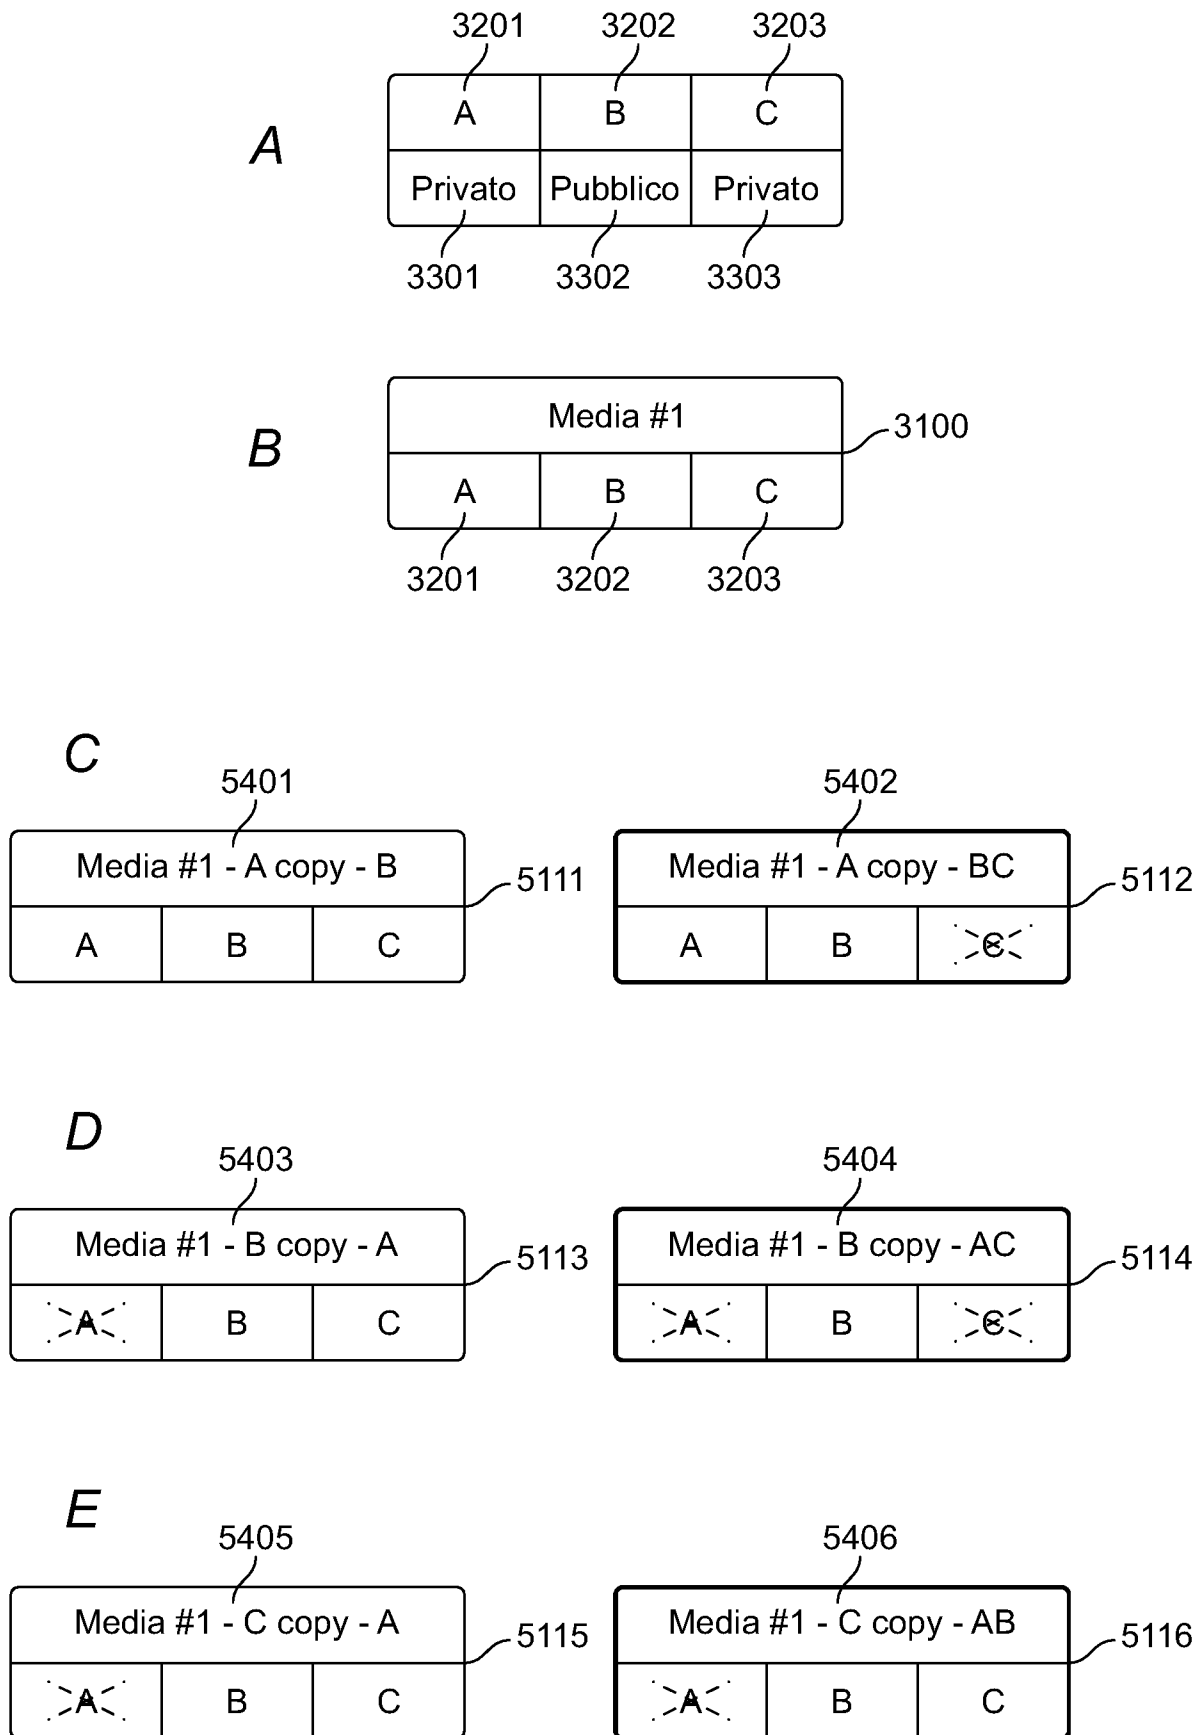 3201 3202 3203
A B C
A
Privato Pubblico Privato
3301 3302 3303
Media #1
3100
B
A B C
3201 3202 3203
C
5401 5402
Media #1 - A copy - B Media #1 - A copy - BC
5111 5112
A B C A B C
D
5403 5404
Media #1 - B copy - A Media #1 - B copy - AC
5113 5114
A B C A B C
E
5405 5406
Media #1 - C copy - A Media #1 - C copy - AB
5115 5116
A B C A B C